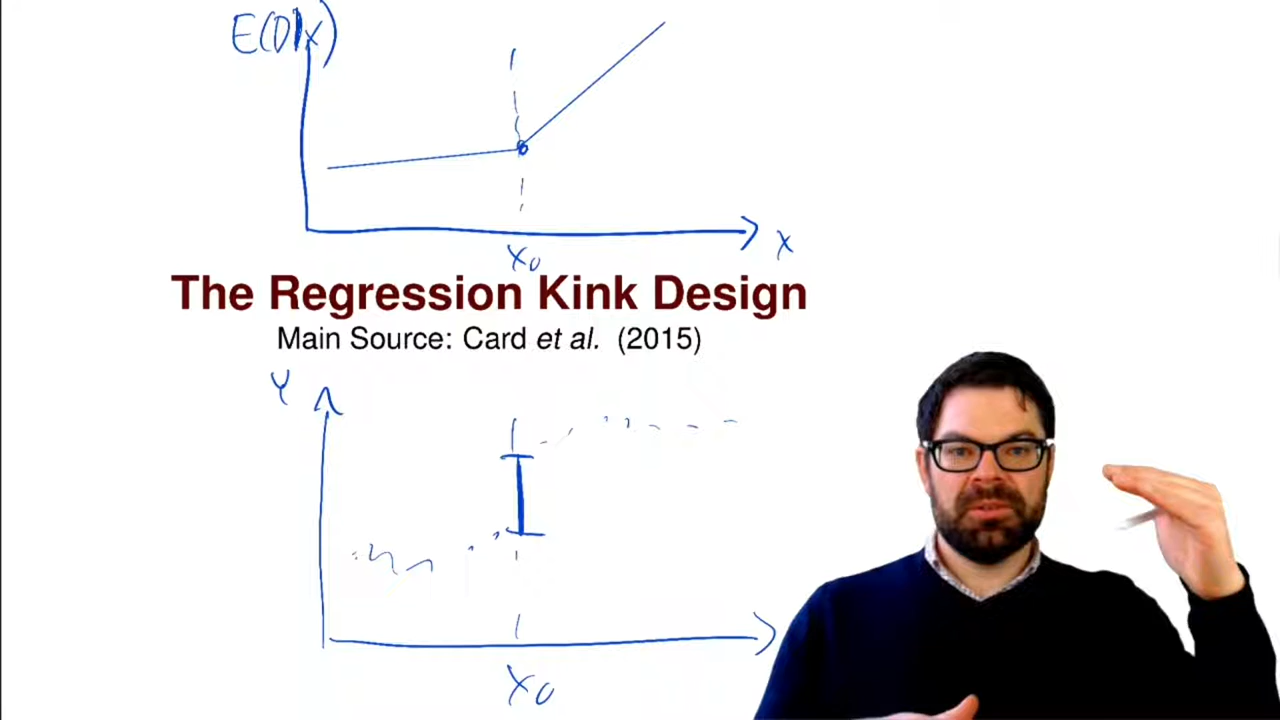 E(D|X)
X
X₀
The Regression Kink Design
Main Source: Card et al. (2015)
Y
X₀